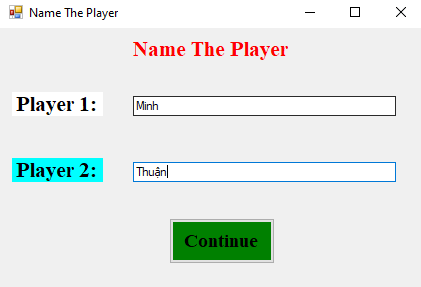 Name The Player
Name The Player
Player 1: Minh
Player 2: Thuận
Continue